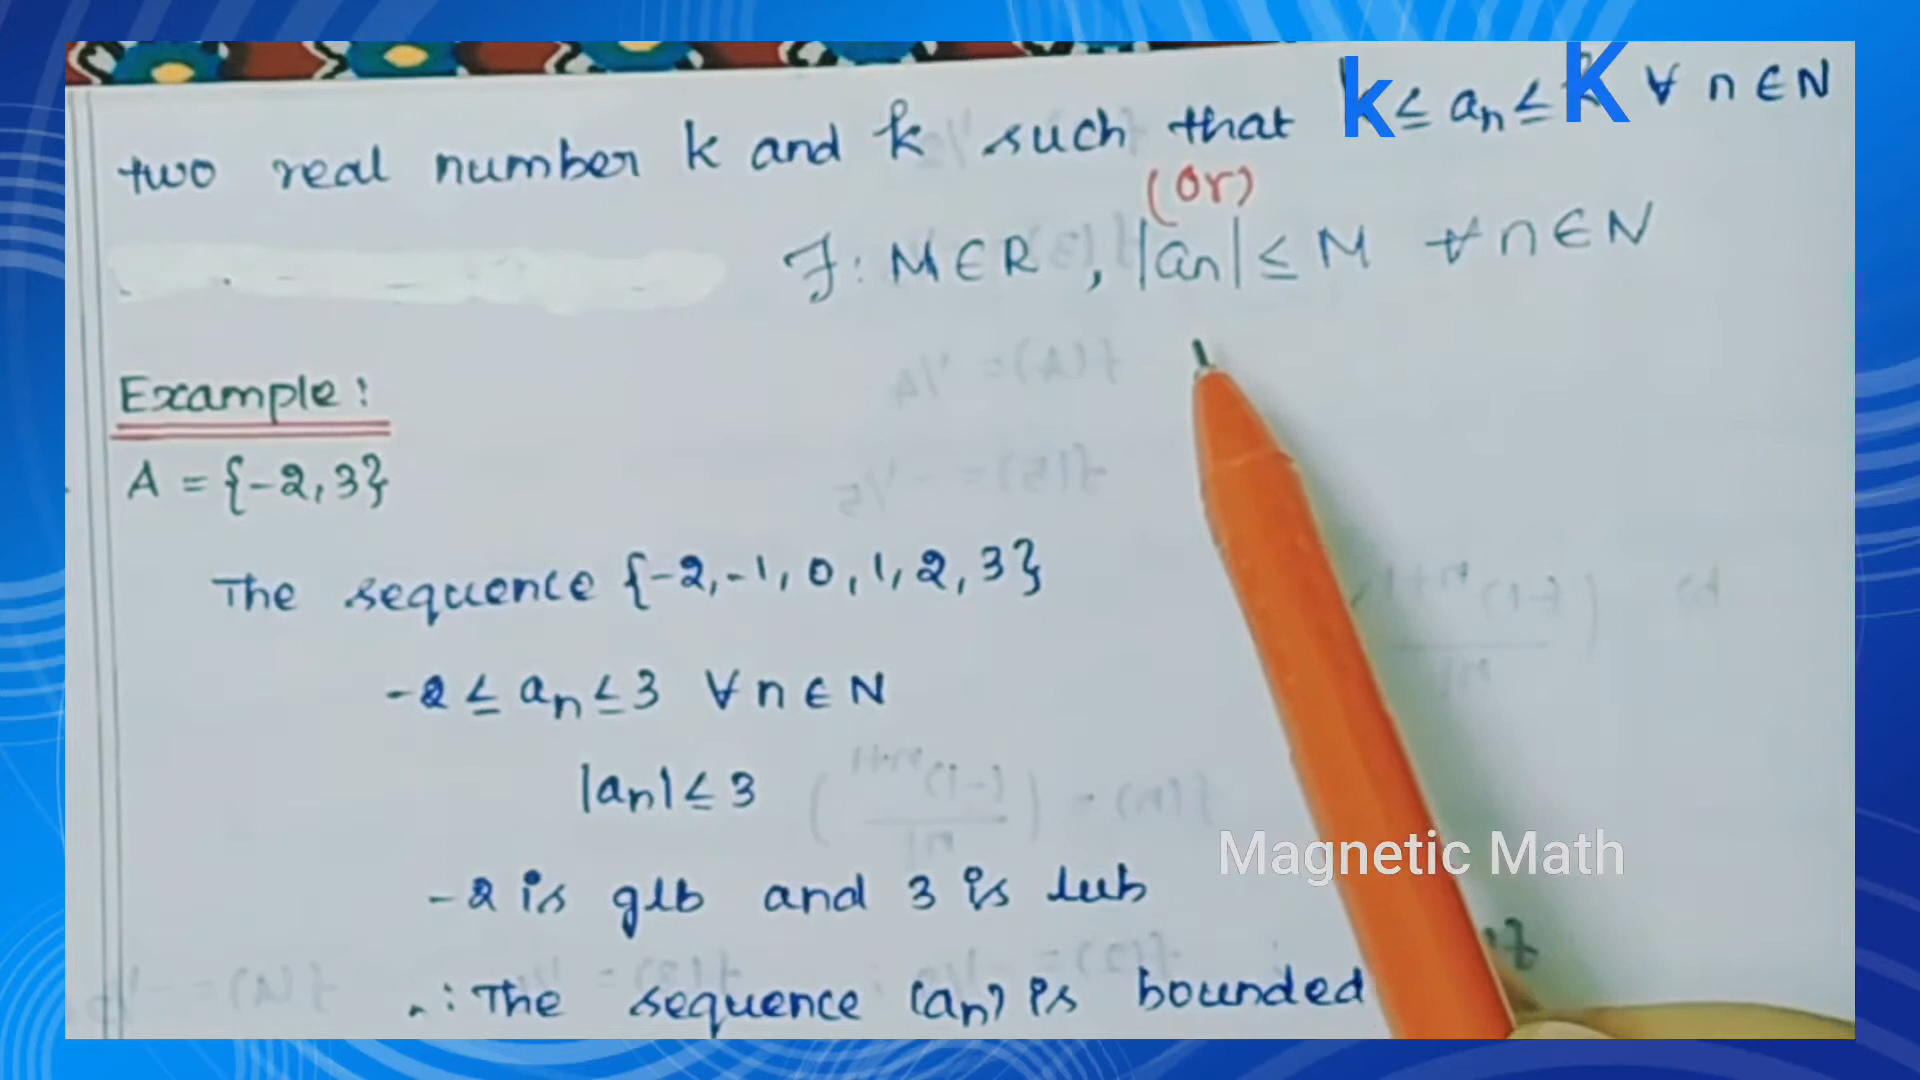 two real number k and k such that k ≤ an ≤ K ∀ n ∈ N
(or)
∃ : M ∈ R , |an| ≤ M ∀ n ∈ N
Example :
A = {-2, 3}
The sequence {-2, -1, 0, 1, 2, 3}
-2 ≤ an ≤ 3 ∀ n ∈ N
|an| ≤ 3
-2 is glb and 3 is lub
∴ The sequence (an) is bounded
Magnetic Math